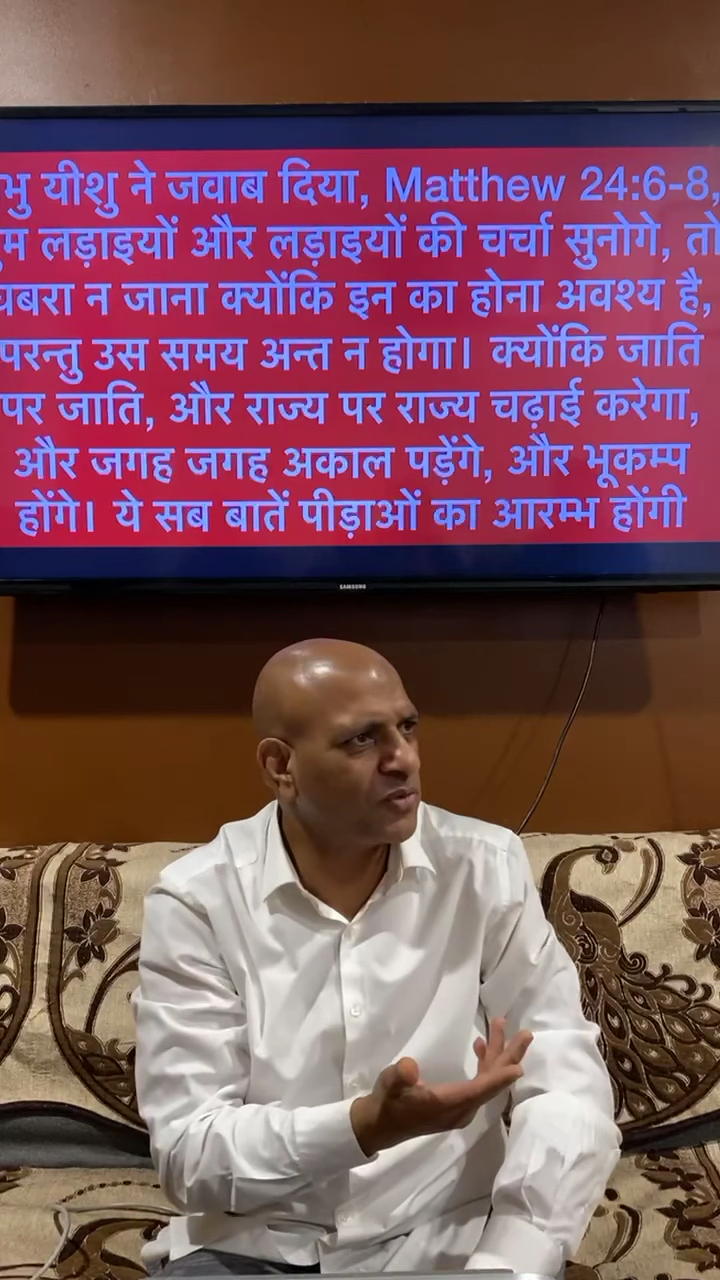 भु यीशु ने जवाब दिया, Matthew 24:6-8,
ुम लड़ाइयों और लड़ाइयों की चर्चा सुनोगे, तो
घबरा न जाना क्योंकि इन का होना अवश्य है,
परन्तु उस समय अन्त न होगा। क्योंकि जाति
पर जाति, और राज्य पर राज्य चढ़ाई करेगा,
और जगह जगह अकाल पड़ेंगे, और भूकम्प
होंगे। ये सब बातें पीड़ाओं का आरम्भ होंगी
SAMSUNG